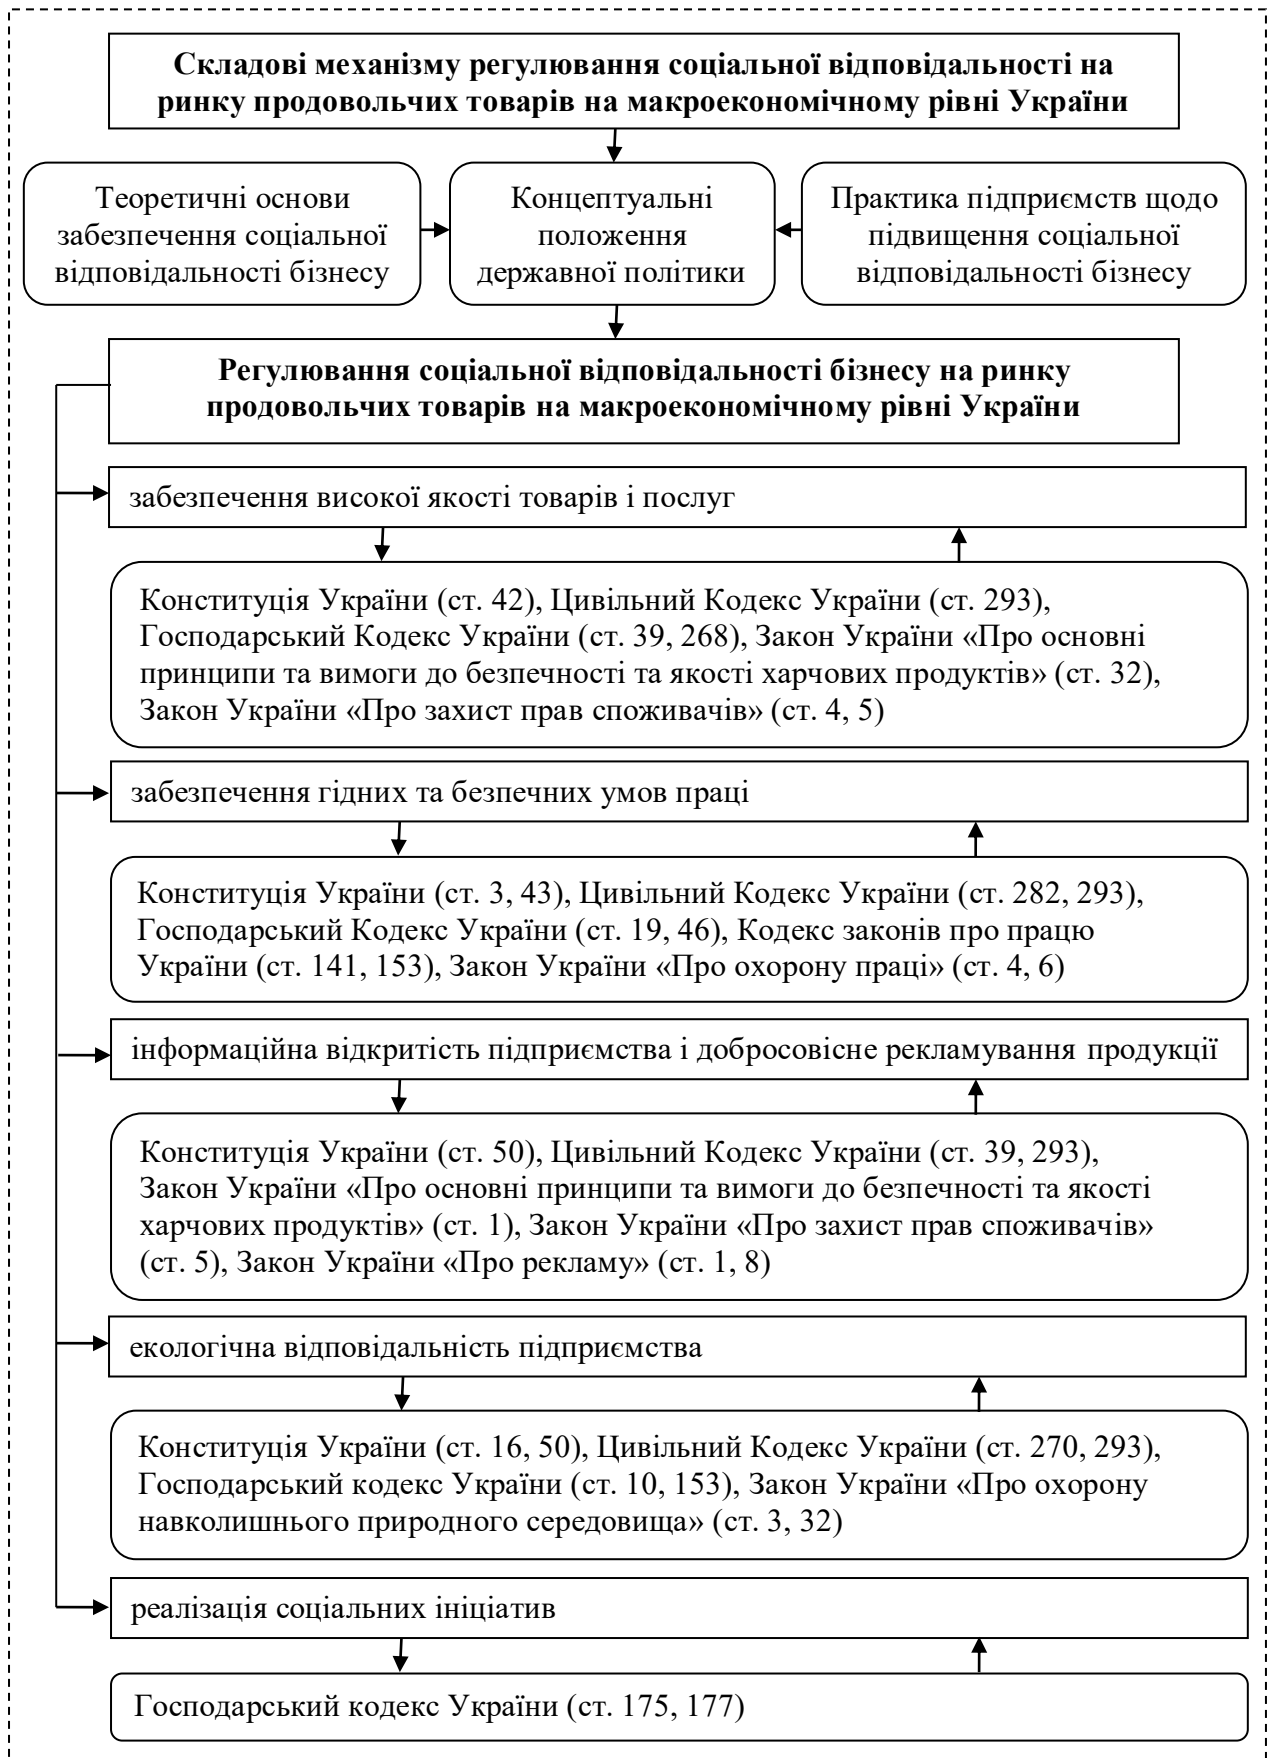 Складові механізму регулювання соціальної відповідальності на
ринку продовольчих товарів на макроекономічному рівні України
Теоретичні основи
забезпечення соціальної
відповідальності бізнесу
Концептуальні
положення
державної політики
Практика підприємств щодо
підвищення соціальної
відповідальності бізнесу
Регулювання соціальної відповідальності бізнесу на ринку
продовольчих товарів на макроекономічному рівні України
забезпечення високої якості товарів і послуг
Конституція України (ст. 42), Цивільний Кодекс України (ст. 293),
Господарський Кодекс України (ст. 39, 268), Закон України «Про основні
принципи та вимоги до безпечності та якості харчових продуктів» (ст. 32),
Закон України «Про захист прав споживачів» (ст. 4, 5)
забезпечення гідних та безпечних умов праці
Конституція України (ст. 3, 43), Цивільний Кодекс України (ст. 282, 293),
Господарський Кодекс України (ст. 19, 46), Кодекс законів про працю
України (ст. 141, 153), Закон України «Про охорону праці» (ст. 4, 6)
інформаційна відкритість підприємства і добросовісне рекламування продукції
Конституція України (ст. 50), Цивільний Кодекс України (ст. 39, 293),
Закон України «Про основні принципи та вимоги до безпечності та якості
харчових продуктів» (ст. 1), Закон України «Про захист прав споживачів»
(ст. 5), Закон України «Про рекламу» (ст. 1, 8)
екологічна відповідальність підприємства
Конституція України (ст. 16, 50), Цивільний Кодекс України (ст. 270, 293),
Господарський кодекс України (ст. 10, 153), Закон України «Про охорону
навколишнього природного середовища» (ст. 3, 32)
реалізація соціальних ініціатив
Господарський кодекс України (ст. 175, 177)